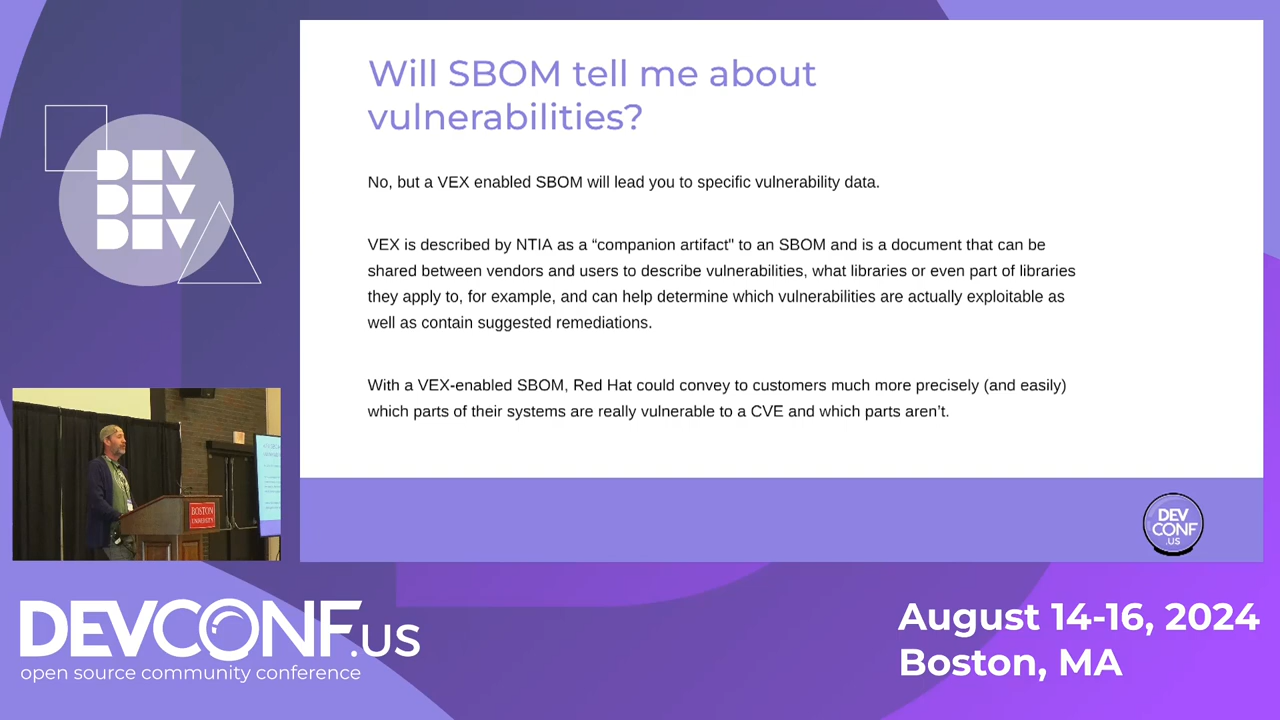 Will SBOM tell me about
vulnerabilities?
No, but a VEX enabled SBOM will lead you to specific vulnerability data.
VEX is described by NTIA as a “companion artifact" to an SBOM and is a document that can be
shared between vendors and users to describe vulnerabilities, what libraries or even part of libraries
they apply to, for example, and can help determine which vulnerabilities are actually exploitable as
well as contain suggested remediations.
With a VEX-enabled SBOM, Red Hat could convey to customers much more precisely (and easily)
which parts of their systems are really vulnerable to a CVE and which parts aren’t.
DEV
CONF
.US
DEV
DEV
DEV
BOSTON
UNIVERSITY
DEVCONF.US
open source community conference
August 14-16, 2024
Boston, MA